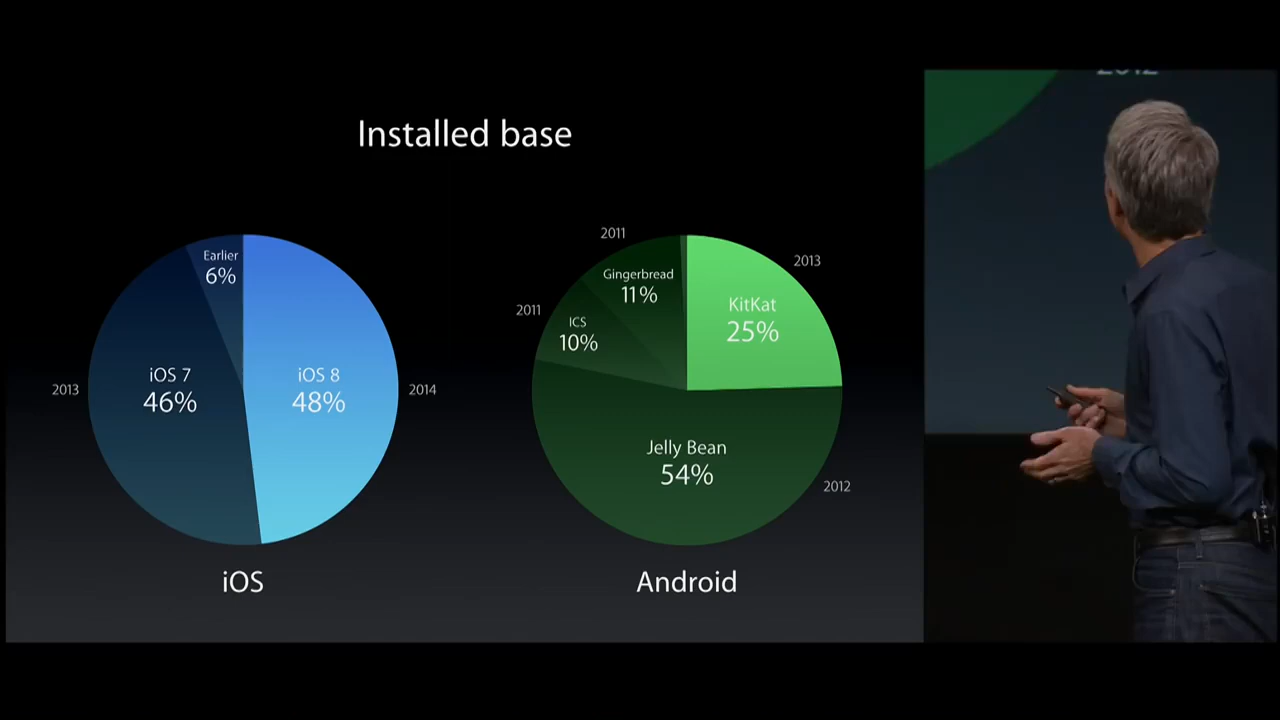 Installed base
Earlier
6%
iOS 7
46%
2013
iOS 8
48%
2014
iOS
2011
Gingerbread
11%
2011
ICS
10%
KitKat
25%
2013
Jelly Bean
54%
2012
Android
2012